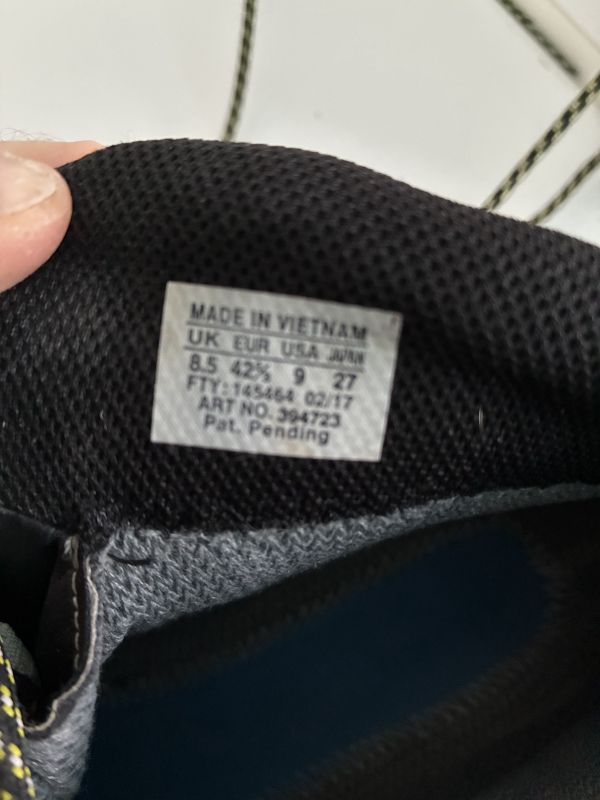 MADE IN VIETNAM
UK EUR USA JAPAN
8.5 42⅔ 9 27
FTY: 145464 02/17
ART NO. 394723
Pat. Pending